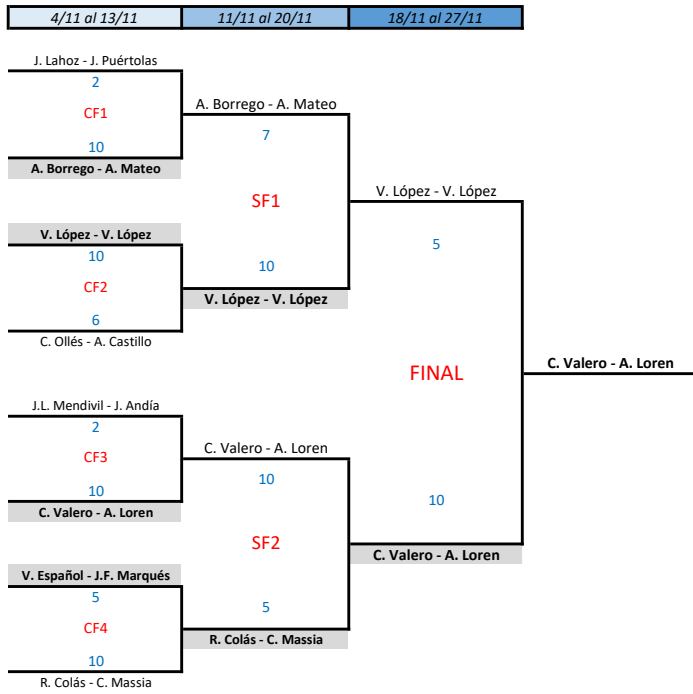 4/11 al 13/11 11/11 al 20/11 18/11 al 27/11
J. Lahoz - J. Puértolas
2
CF1
10
A. Borrego - A. Mateo
V. López - V. López
10
CF2
6
C. Ollés - A. Castillo
J.L. Mendivil - J. Andía
2
CF3
10
C. Valero - A. Loren
V. Español - J.F. Marqués
5
CF4
10
R. Colás - C. Massia
A. Borrego - A. Mateo
7
SF1
10
V. López - V. López
C. Valero - A. Loren
10
SF2
5
R. Colás - C. Massia
V. López - V. López
5
FINAL
10
C. Valero - A. Loren
C. Valero - A. Loren